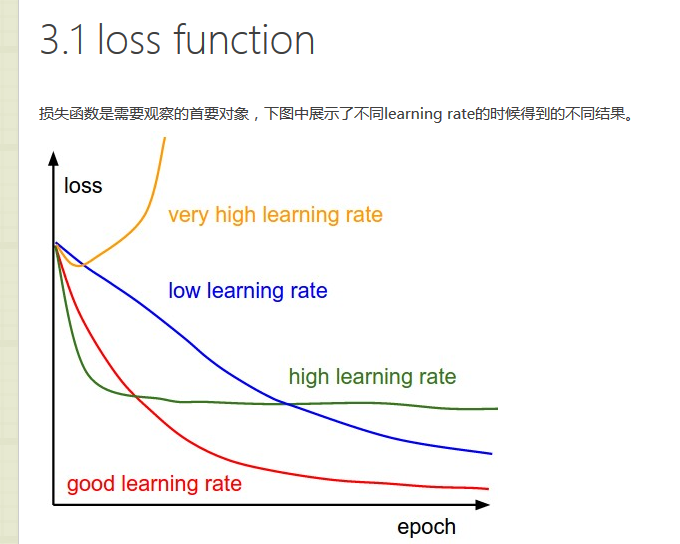 3.1 loss function
损失函数是需要观察的首要对象，下图中展示了不同learning rate的时候得到的不同结果。
loss
very high learning rate
low learning rate
high learning rate
good learning rate
epoch